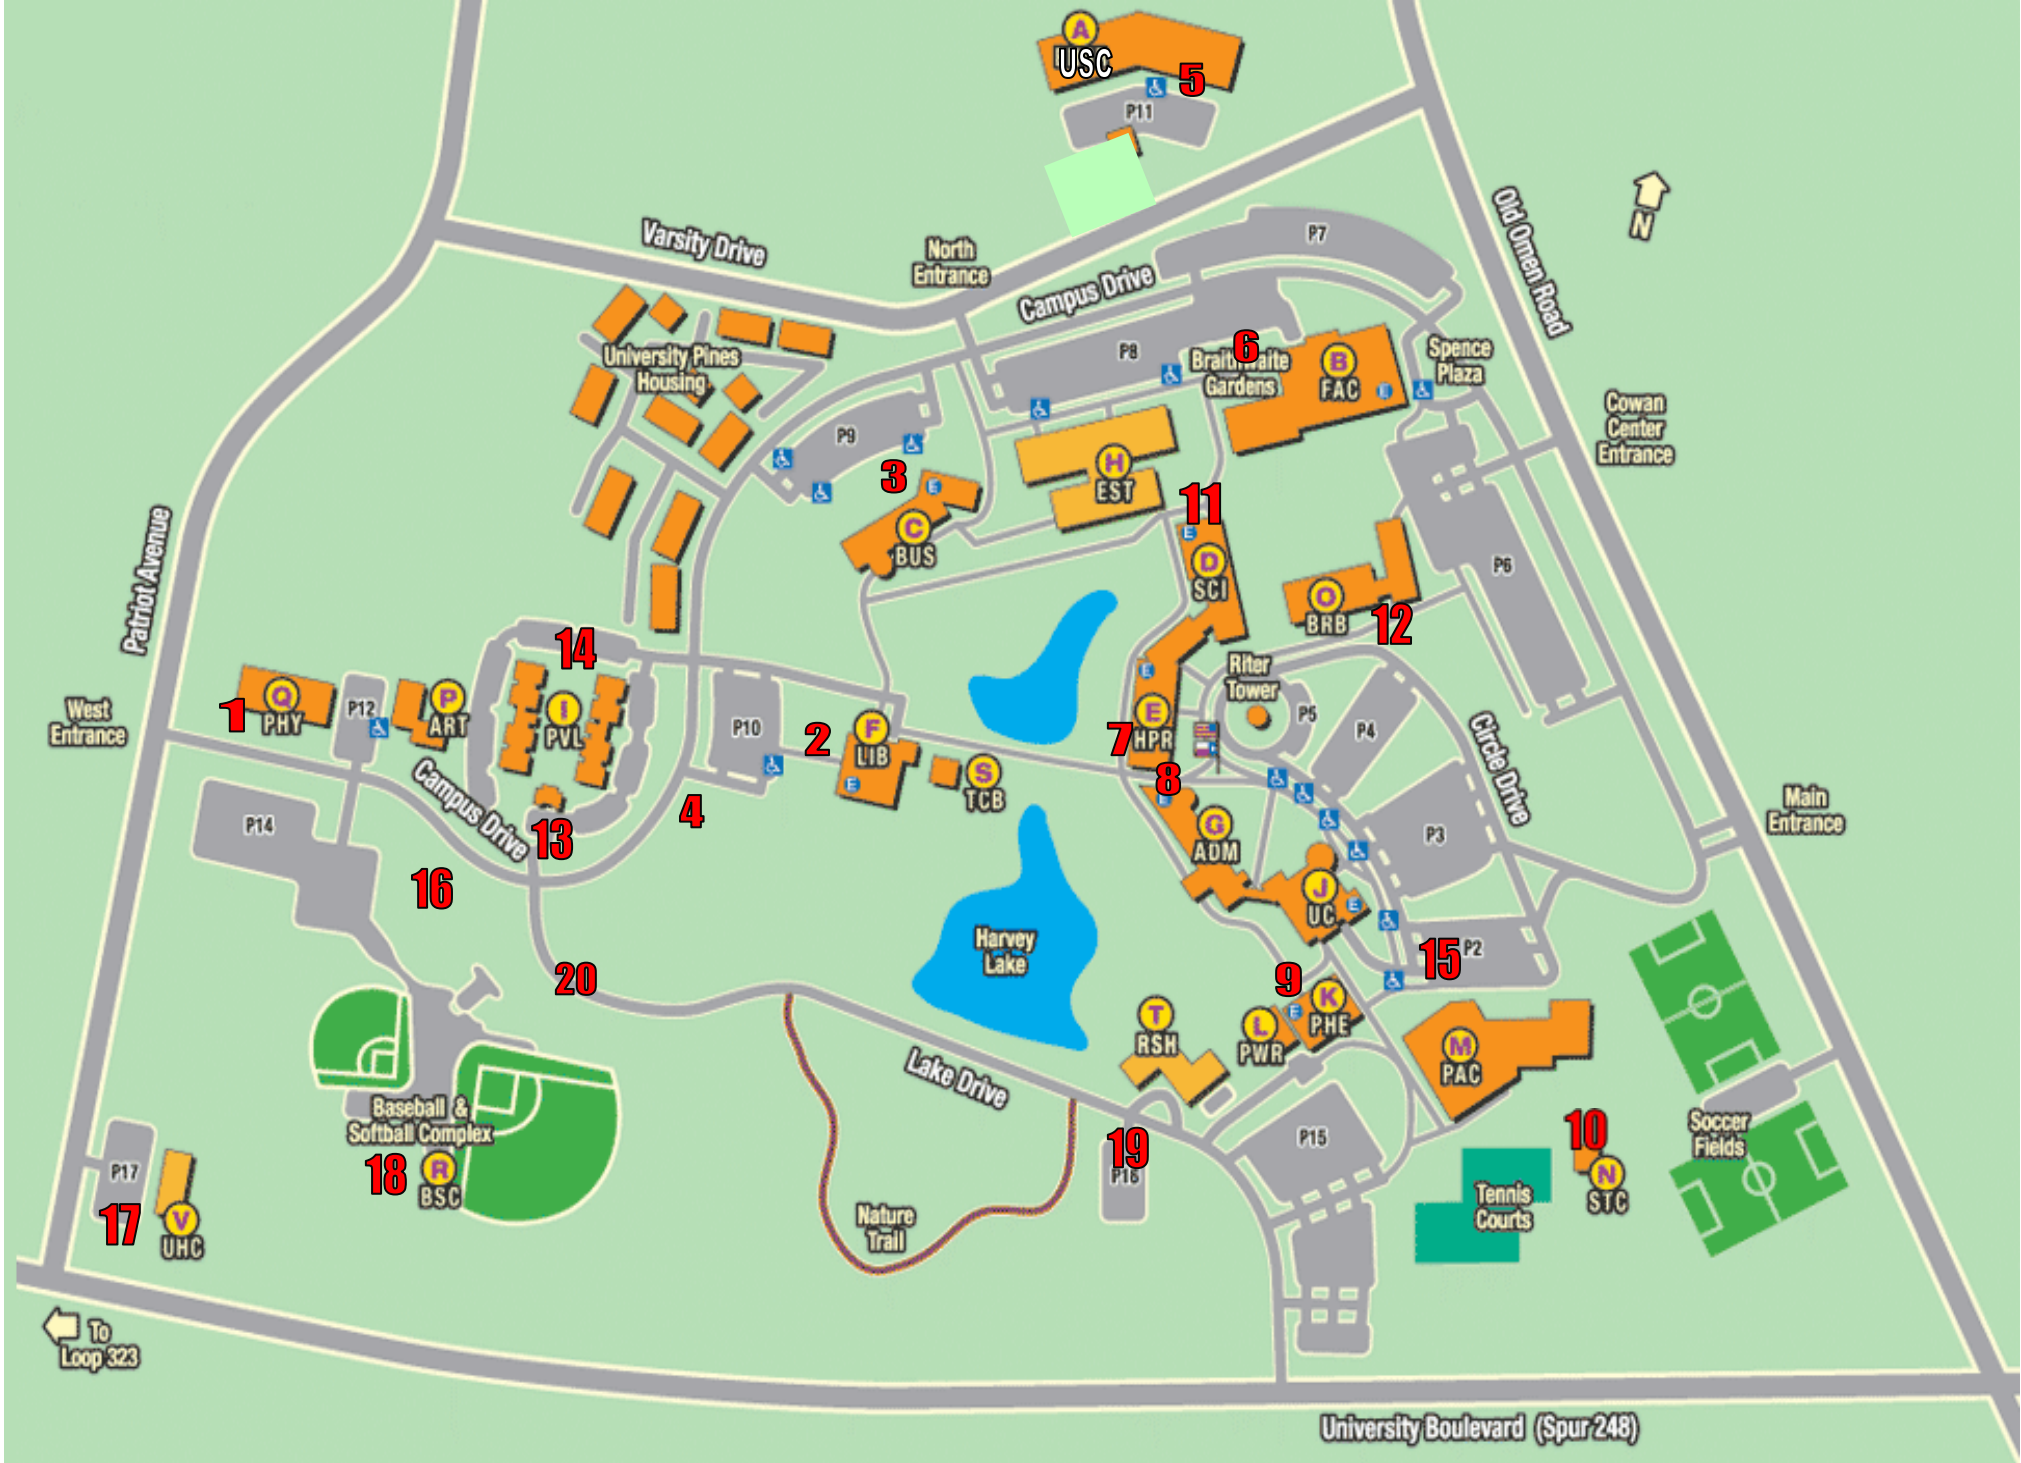 A
USC
5
P11
Varsity Drive
North
Entrance
Campus Drive
P7
Old Omen Road
N
University Pines
Housing
P8
6
Braithwaite
Gardens
B
FAC
E
Spence
Plaza
Cowan
Center
Entrance
P9
3
E
C
BUS
H
EST
11
E
D
SCI
O
BRB
12
P6
Patriot Avenue
West
Entrance
1
Q
PHY
P12
P
ART
14
I
PVL
P10
2
F
LIB
E
S
TCB
E
E
7
HPR
8
E
Riter
Tower
P5
P4
Circle Drive
Main
Entrance
P14
Campus Drive
13
4
16
G
ADM
P3
J
UC
E
15
P2
Harvey
Lake
20
9
K
PHE
E
L
PWR
T
RSH
M
PAC
Lake Drive
Baseball &
Softball Complex
18
R
BSC
P17
17
V
UHC
Nature
Trail
19
P16
P15
10
N
STC
Tennis
Courts
Soccer
Fields
To
Loop 323
University Boulevard (Spur 248)